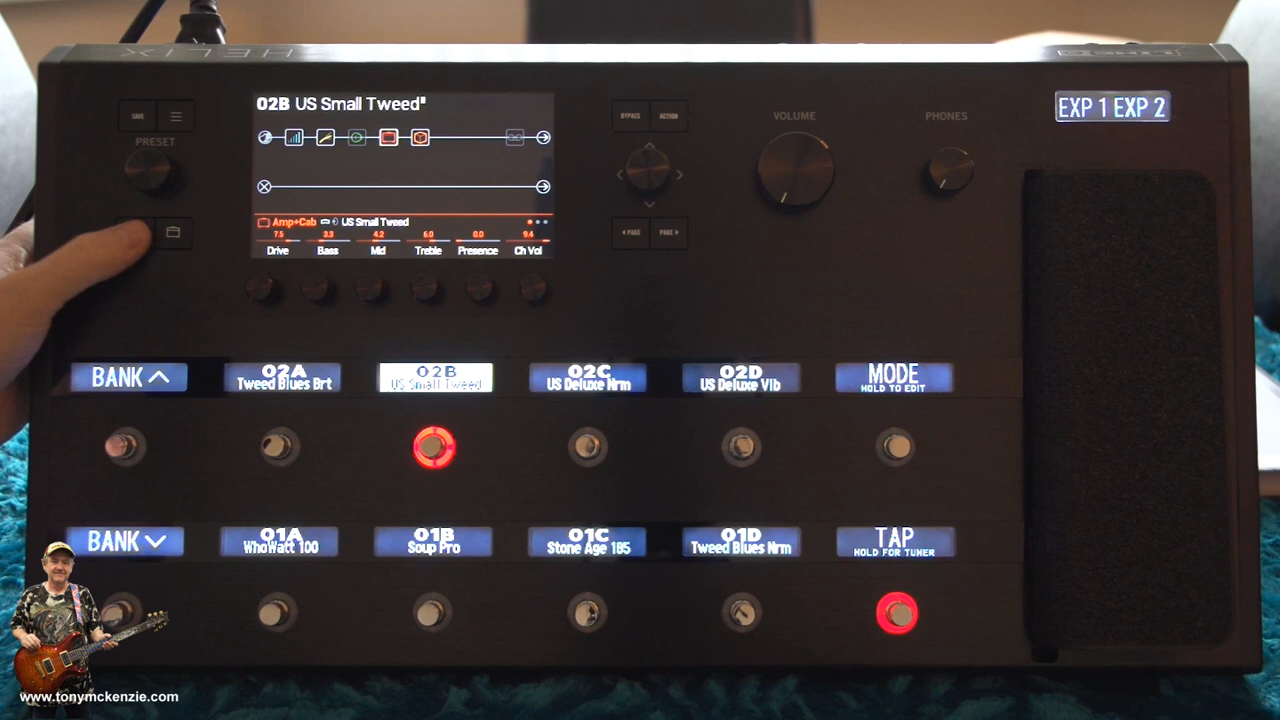 HELIX
LINE 6
02B US Small Tweed
SAVE
PRESET
BYPASS
ACTION
VOLUME
PHONES
EXP 1 EXP 2
Amp+Cab US Small Tweed
7.5 3.3 4.2 6.0 0.0 9.4
Drive Bass Mid Treble Presence Ch Vol
◀ PAGE
PAGE ▶
BANK
02A
Tweed Blues Brt
02B
US Small Tweed
02C
US Deluxe Nrm
02D
US Deluxe Vib
MODE
HOLD TO EDIT
BANK
01A
WhoWatt 100
01B
Soup Pro
01C
Stone Age 185
01D
Tweed Blues Nrm
TAP
HOLD FOR TUNER
www.tonymckenzie.com